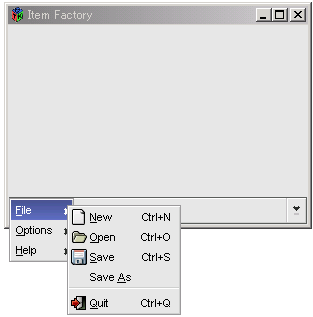 Item Factory
File
Options
Help
New Ctrl+N
Open Ctrl+O
Save Ctrl+S
Save As
Quit Ctrl+Q